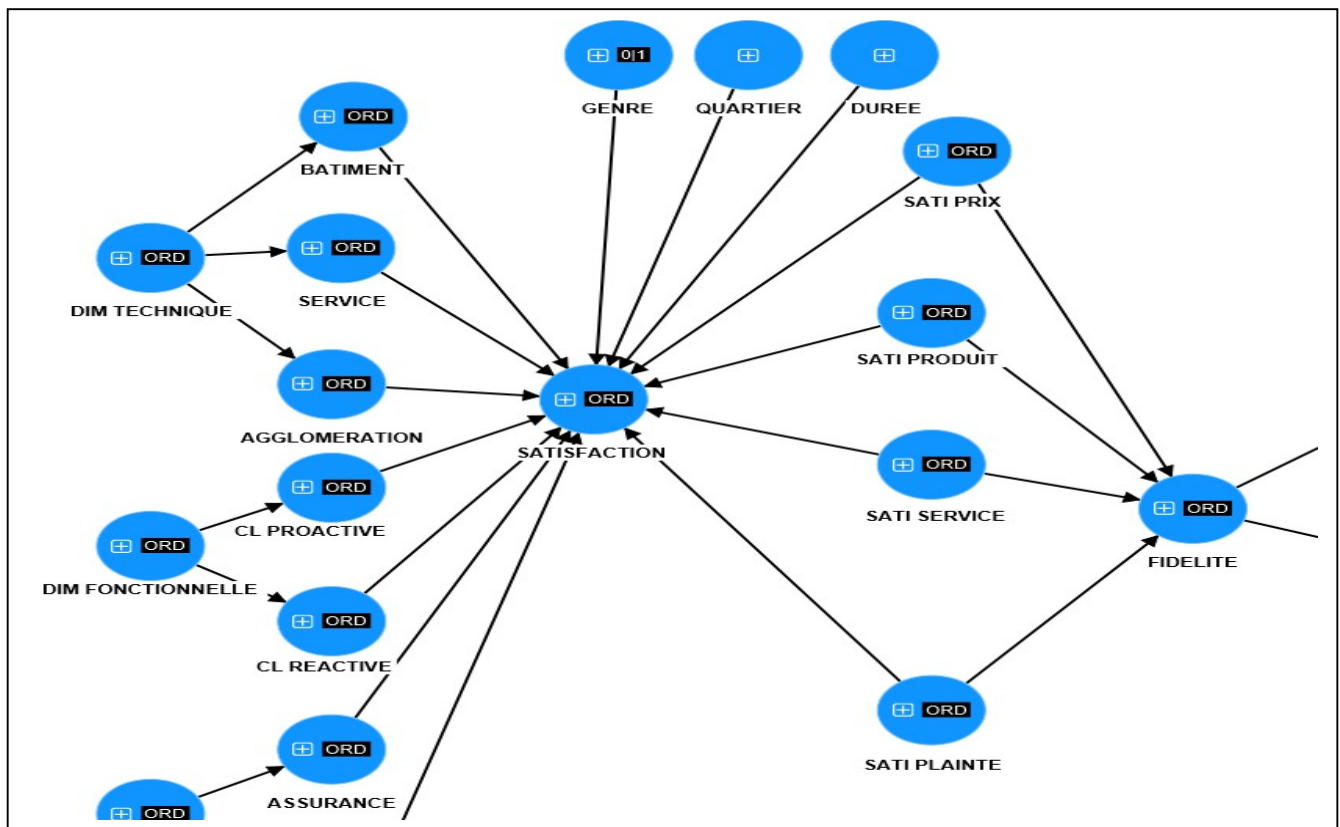 0|1
GENRE
QUARTIER
DUREE
ORD
BATIMENT
ORD
SATI PRIX
ORD
DIM TECHNIQUE
ORD
SERVICE
ORD
SATI PRODUIT
ORD
AGGLOMERATION
ORD
SATISFACTION
ORD
CL PROACTIVE
ORD
SATI SERVICE
ORD
FIDELITE
ORD
DIM FONCTIONNELLE
ORD
CL REACTIVE
ORD
SATI PLAINTE
ORD
ASSURANCE
ORD